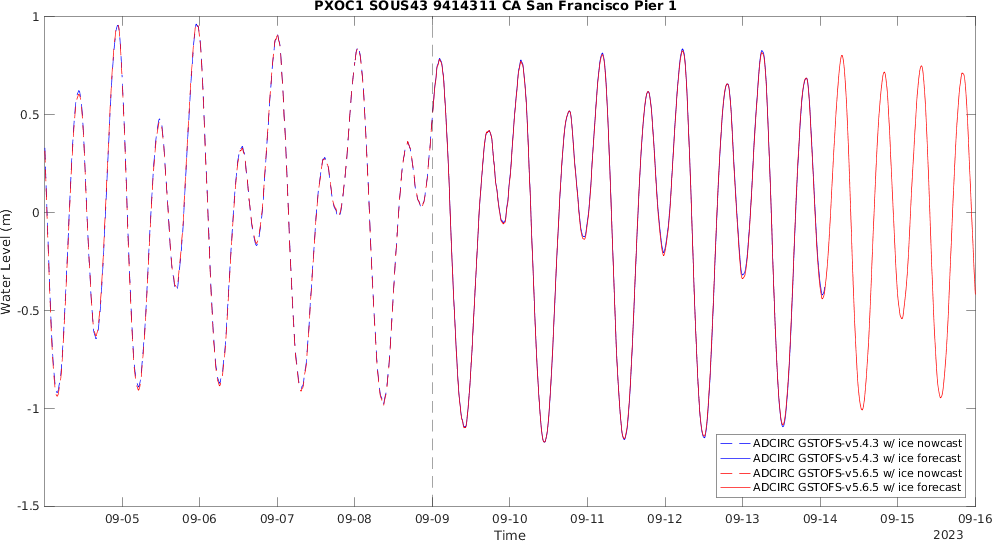 PXOC1 SOUS43 9414311 CA San Francisco Pier 1
1
0.5
0
-0.5
-1
-1.5
Water Level (m)
ADCIRC GSTOFS-v5.4.3 w/ ice nowcast
ADCIRC GSTOFS-v5.4.3 w/ ice forecast
ADCIRC GSTOFS-v5.6.5 w/ ice nowcast
ADCIRC GSTOFS-v5.6.5 w/ ice forecast
09-05 09-06 09-07 09-08 09-09 09-10 09-11 09-12 09-13 09-14 09-15 09-16
Time
2023